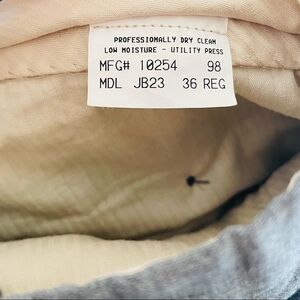 PROFESSIONALLY DRY CLEAN
LOW MOISTURE - UTILITY PRESS
MFG# 10254 98
MDL JB23 36 REG